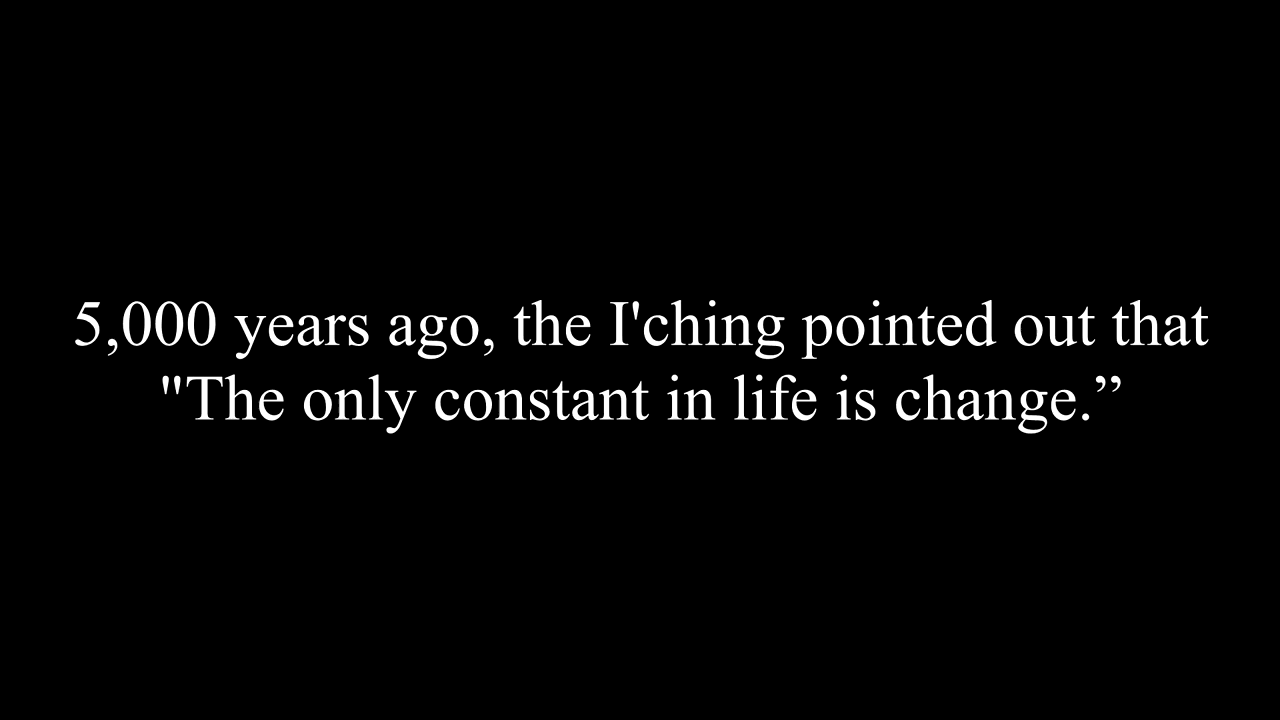 5,000 years ago, the I'ching pointed out that
"The only constant in life is change.”